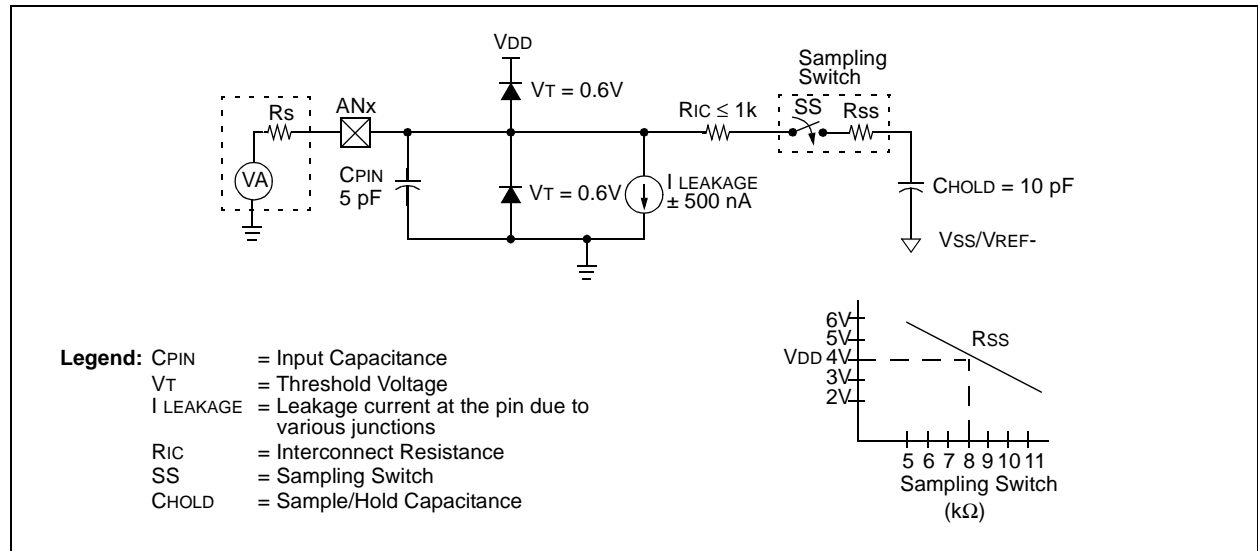 VDD
Sampling
Switch
Rs
ANx
VT = 0.6V
RIC ≤ 1k
SS
RSS
VA
CPIN
5 pF
VT = 0.6V
I LEAKAGE
± 500 nA
CHOLD = 10 pF
VSS/VREF-
Legend: CPIN = Input Capacitance
VT = Threshold Voltage
I LEAKAGE = Leakage current at the pin due to
various junctions
RIC = Interconnect Resistance
SS = Sampling Switch
CHOLD = Sample/Hold Capacitance
6V
5V
RSS
VDD 4V
3V
2V
5 6 7 8 9 10 11
Sampling Switch
(kΩ)